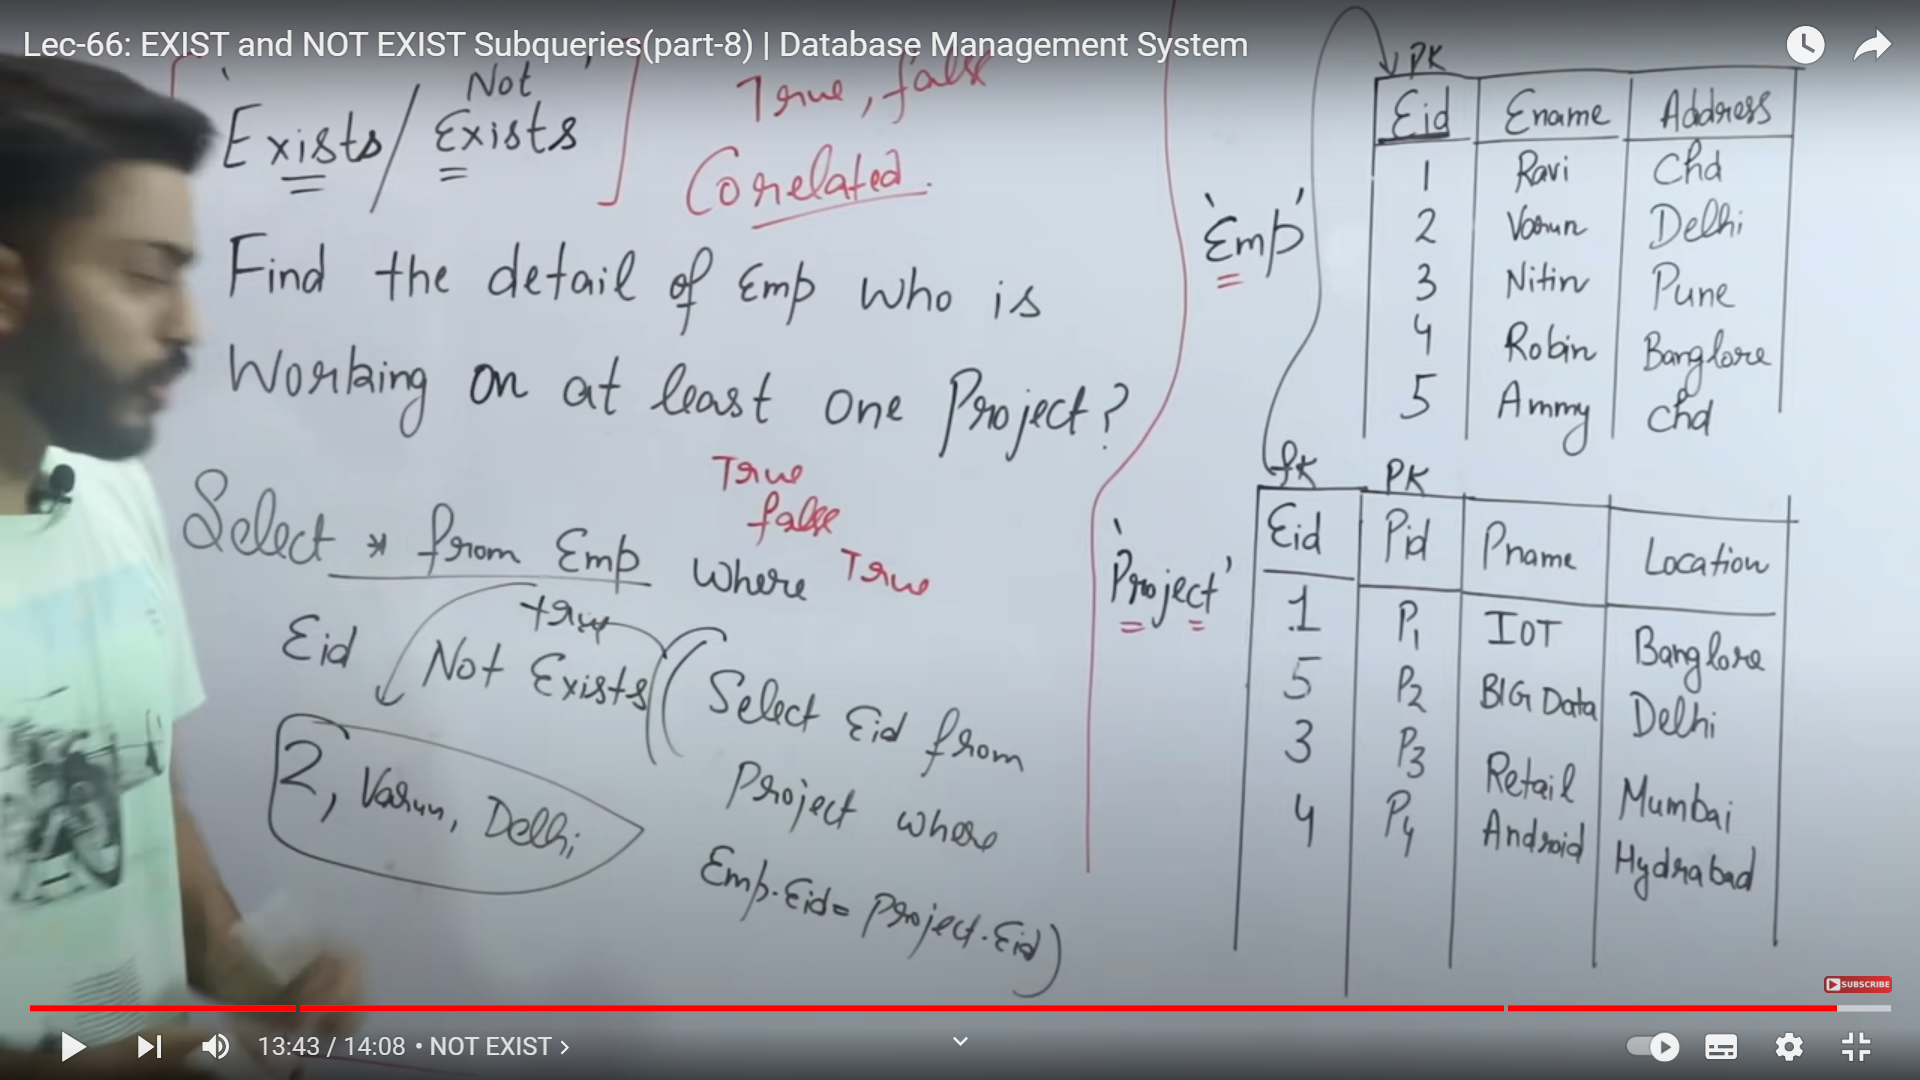 Lec-66: EXIST and NOT EXIST Subqueries(part-8) | Database Management System
'Exists/ Not Exists'
True, false
Corelated.
Find the detail of Emp who is
Working on at least one Project?
True
false
True
Select * from Emp where
true
Eid Not Exists (Select Eid from
Project where
Emp.Eid= Project.Eid)
2, Varun, Delhi
'Emp'
PK
Eid Ename Address
1 Ravi Chd
2 Varun Delhi
3 Nitin Pune
4 Robin Banglore
5 Ammy Chd
'Project'
fK PK
Eid Pid Pname Location
1 P1 IOT Banglore
5 P2 BIG Data Delhi
3 P3 Retail Mumbai
4 P4 Android Hydrabad
SUBSCRIBE
13:43 / 14:08 • NOT EXIST >